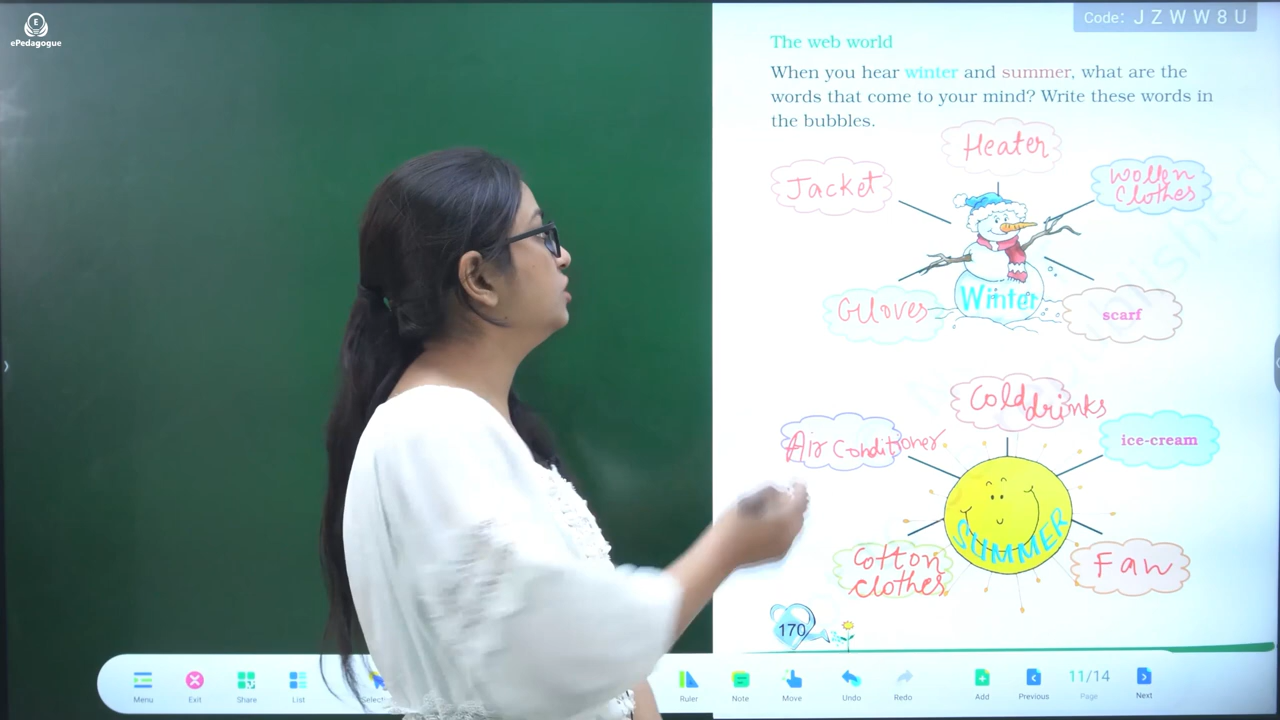 ePedagogue
Code: J Z W W 8 U
The web world
When you hear winter and summer, what are the
words that come to your mind? Write these words in
the bubbles.
Heater
Jacket
Wollen
Clothes
Winter
Gloves
scarf
Cold drinks
Air Conditioner
ice-cream
SUMMER
Cotton
clothes
Fan
170
Menu
Exit
Share
List
Select
Ruler
Note
Move
Undo
Redo
Add
Previous
11/14
Page
Next